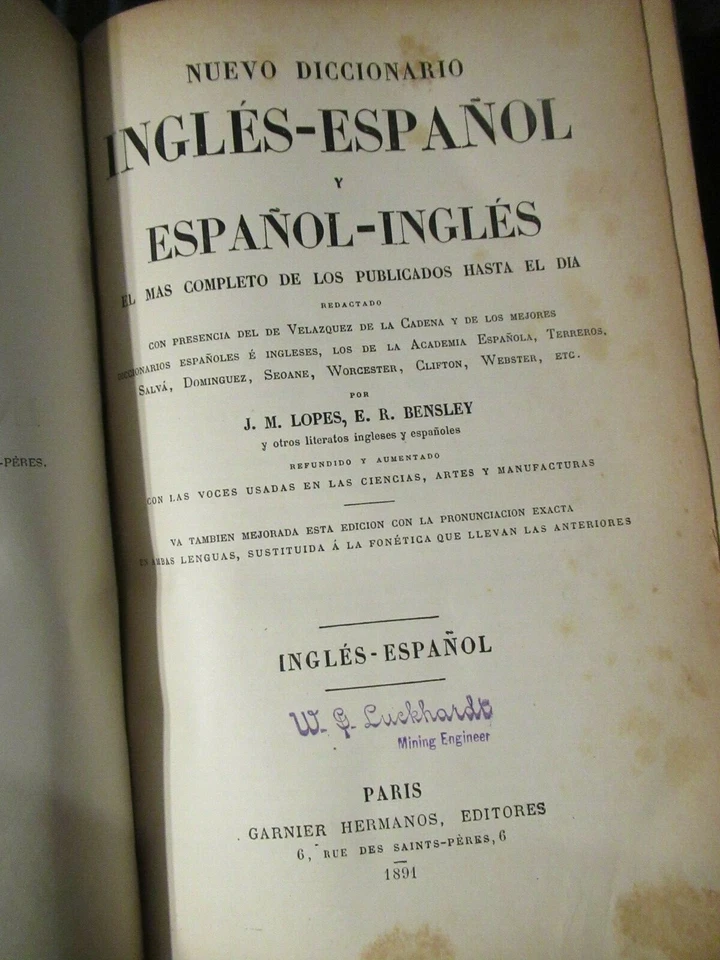 -PÈRES.
NUEVO DICCIONARIO
INGLÉS-ESPAÑOL
Y
ESPAÑOL-INGLÉS
EL MAS COMPLETO DE LOS PUBLICADOS HASTA EL DIA
REDACTADO
CON PRESENCIA DEL DE VELAZQUEZ DE LA CADENA Y DE LOS MEJORES
DICCIONARIOS ESPAÑOLES É INGLESES, LOS DE LA ACADEMIA ESPAÑOLA, TERREROS,
SALVÁ, DOMINGUEZ, SEOANE, WORCESTER, CLIFTON, WEBSTER, ETC.
POR
J. M. LOPES, E. R. BENSLEY
y otros literatos ingleses y españoles
REFUNDIDO Y AUMENTADO
CON LAS VOCES USADAS EN LAS CIENCIAS, ARTES Y MANUFACTURAS
VA TAMBIEN MEJORADA ESTA EDICION CON LA PRONUNCIACION EXACTA
EN AMBAS LENGUAS, SUSTITUIDA Á LA FONÉTICA QUE LLEVAN LAS ANTERIORES
INGLÉS-ESPAÑOL
W. G. Luckhardt
Mining Engineer
PARIS
GARNIER HERMANOS, EDITORES
6, RUE DES SAINTS-PÈRES, 6
1891